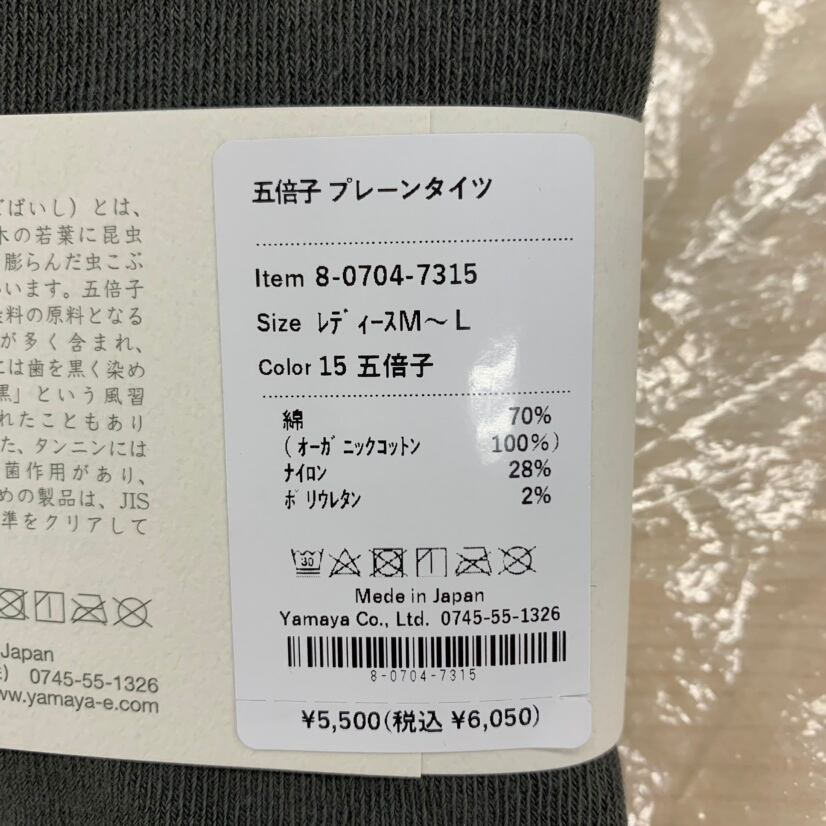 ばいし）とは、
木の若葉に昆虫
膨らんだ虫こぶ
います。五倍子
料の原料となる
が多く含まれ、
には歯を黒く染め
黒」という風習
れたこともあり
た、タンニンには
菌作用があり、
めの製品は、JIS
準をクリアして
Japan
0745-55-1326
www.yamaya-e.com
五倍子 プレーンタイツ
Item 8-0704-7315
Size ﾚﾃﾞｨｰｽM～L
Color 15 五倍子
綿 70%
(ｵｰｶﾞﾆｯｸｺｯﾄﾝ 100%)
ﾅｲﾛﾝ 28%
ﾎﾟﾘｳﾚﾀﾝ 2%
30
Mede in Japan
Yamaya Co., Ltd. 0745-55-1326
8-0704-7315
¥5,500(税込 ¥6,050)